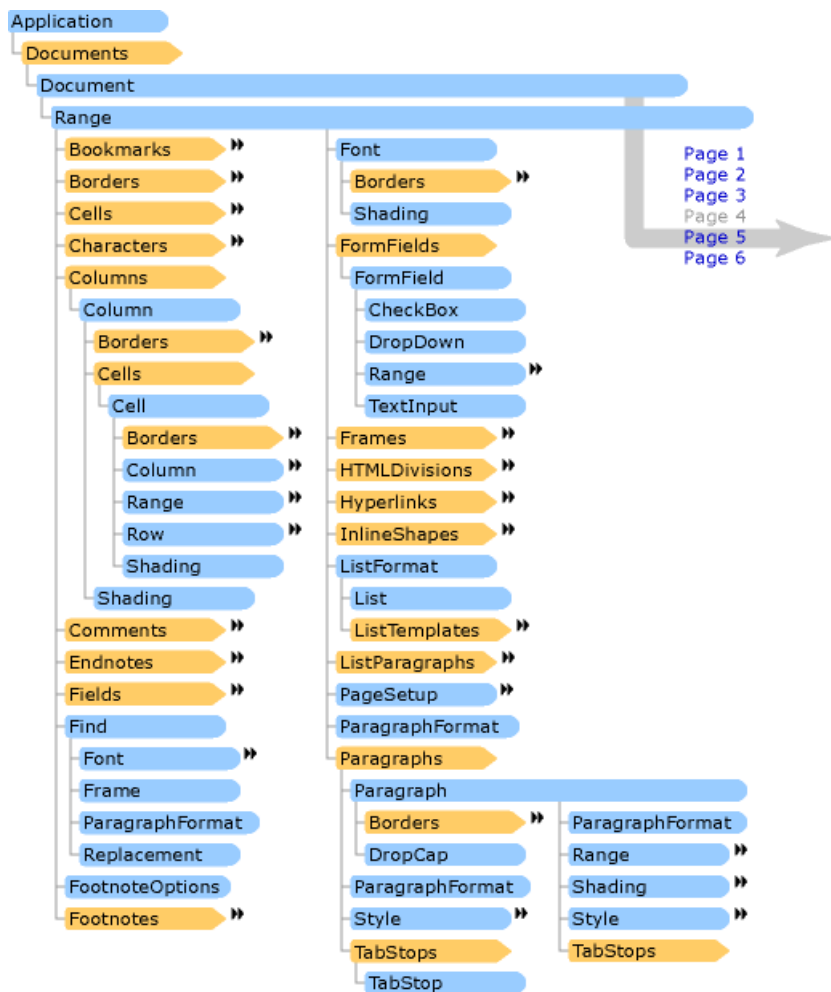 Application
Documents
Document
Range
Bookmarks
Borders
Cells
Characters
Columns
Column
Borders
Cells
Cell
Borders
Column
Range
Row
Shading
Shading
Comments
Endnotes
Fields
Find
Font
Frame
ParagraphFormat
Replacement
FootnoteOptions
Footnotes
Font
Borders
Shading
FormFields
FormField
CheckBox
DropDown
Range
TextInput
Frames
HTMLDivisions
Hyperlinks
InlineShapes
ListFormat
List
ListTemplates
ListParagraphs
PageSetup
ParagraphFormat
Paragraphs
Paragraph
Borders
DropCap
ParagraphFormat
Style
TabStops
TabStop
ParagraphFormat
Range
Shading
Style
TabStops
Page 1
Page 2
Page 3
Page 4
Page 5
Page 6